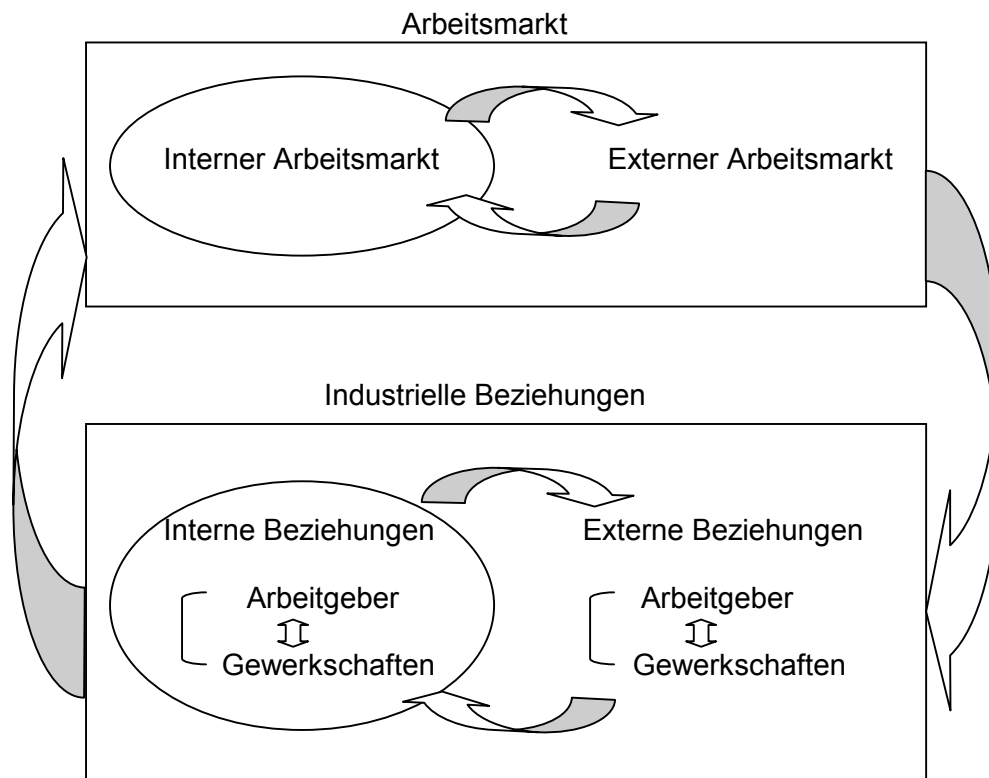 Arbeitsmarkt
Interner Arbeitsmarkt
Externer Arbeitsmarkt
Industrielle Beziehungen
Interne Beziehungen
Externe Beziehungen
Arbeitgeber
Arbeitgeber
Gewerkschaften
Gewerkschaften